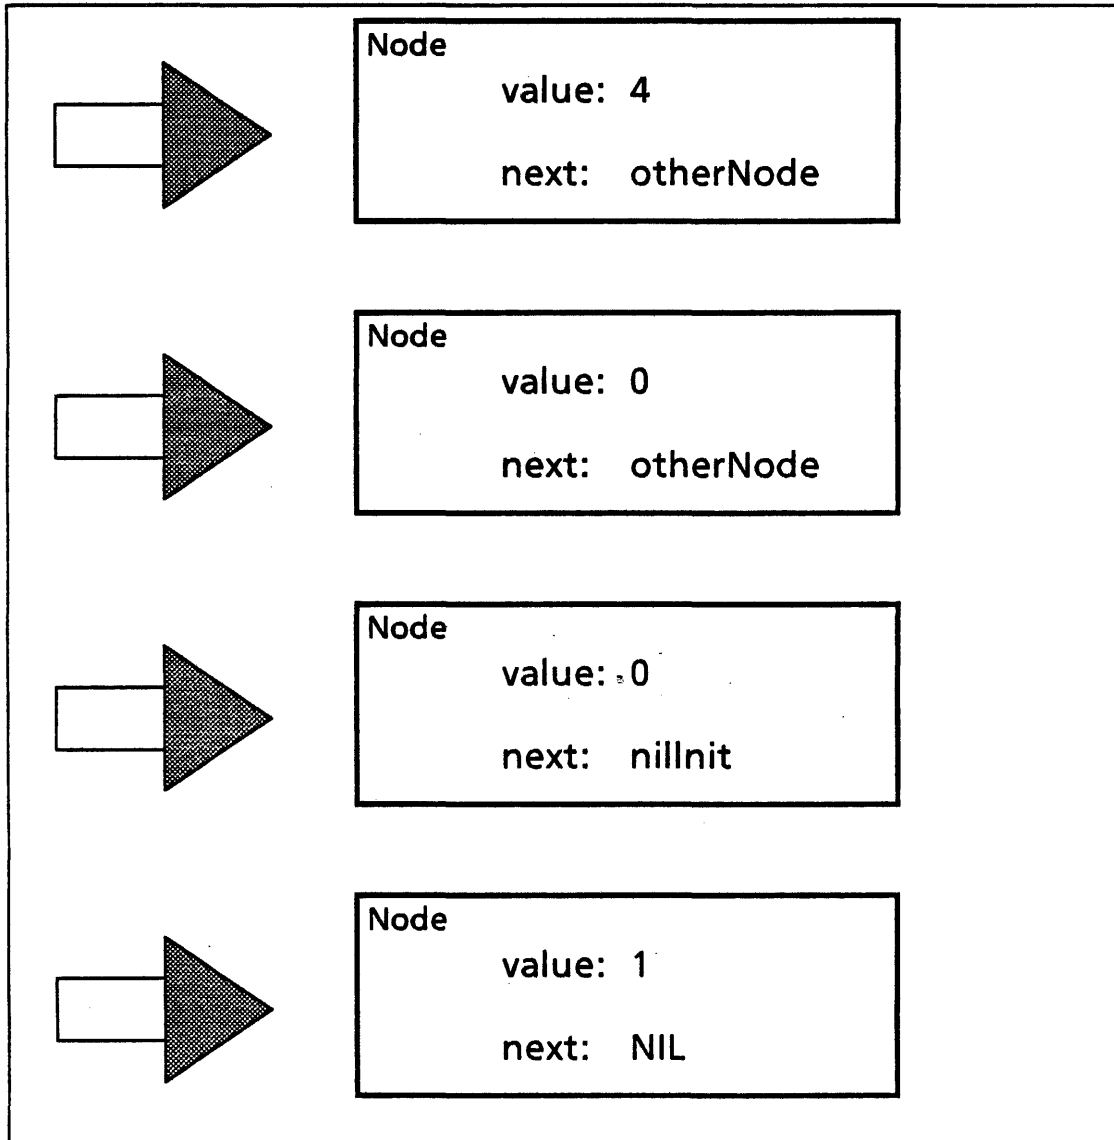 Node
value: 4
next: otherNode
Node
value: 0
next: otherNode
Node
value: 0
next: nilInit
Node
value: 1
next: NIL